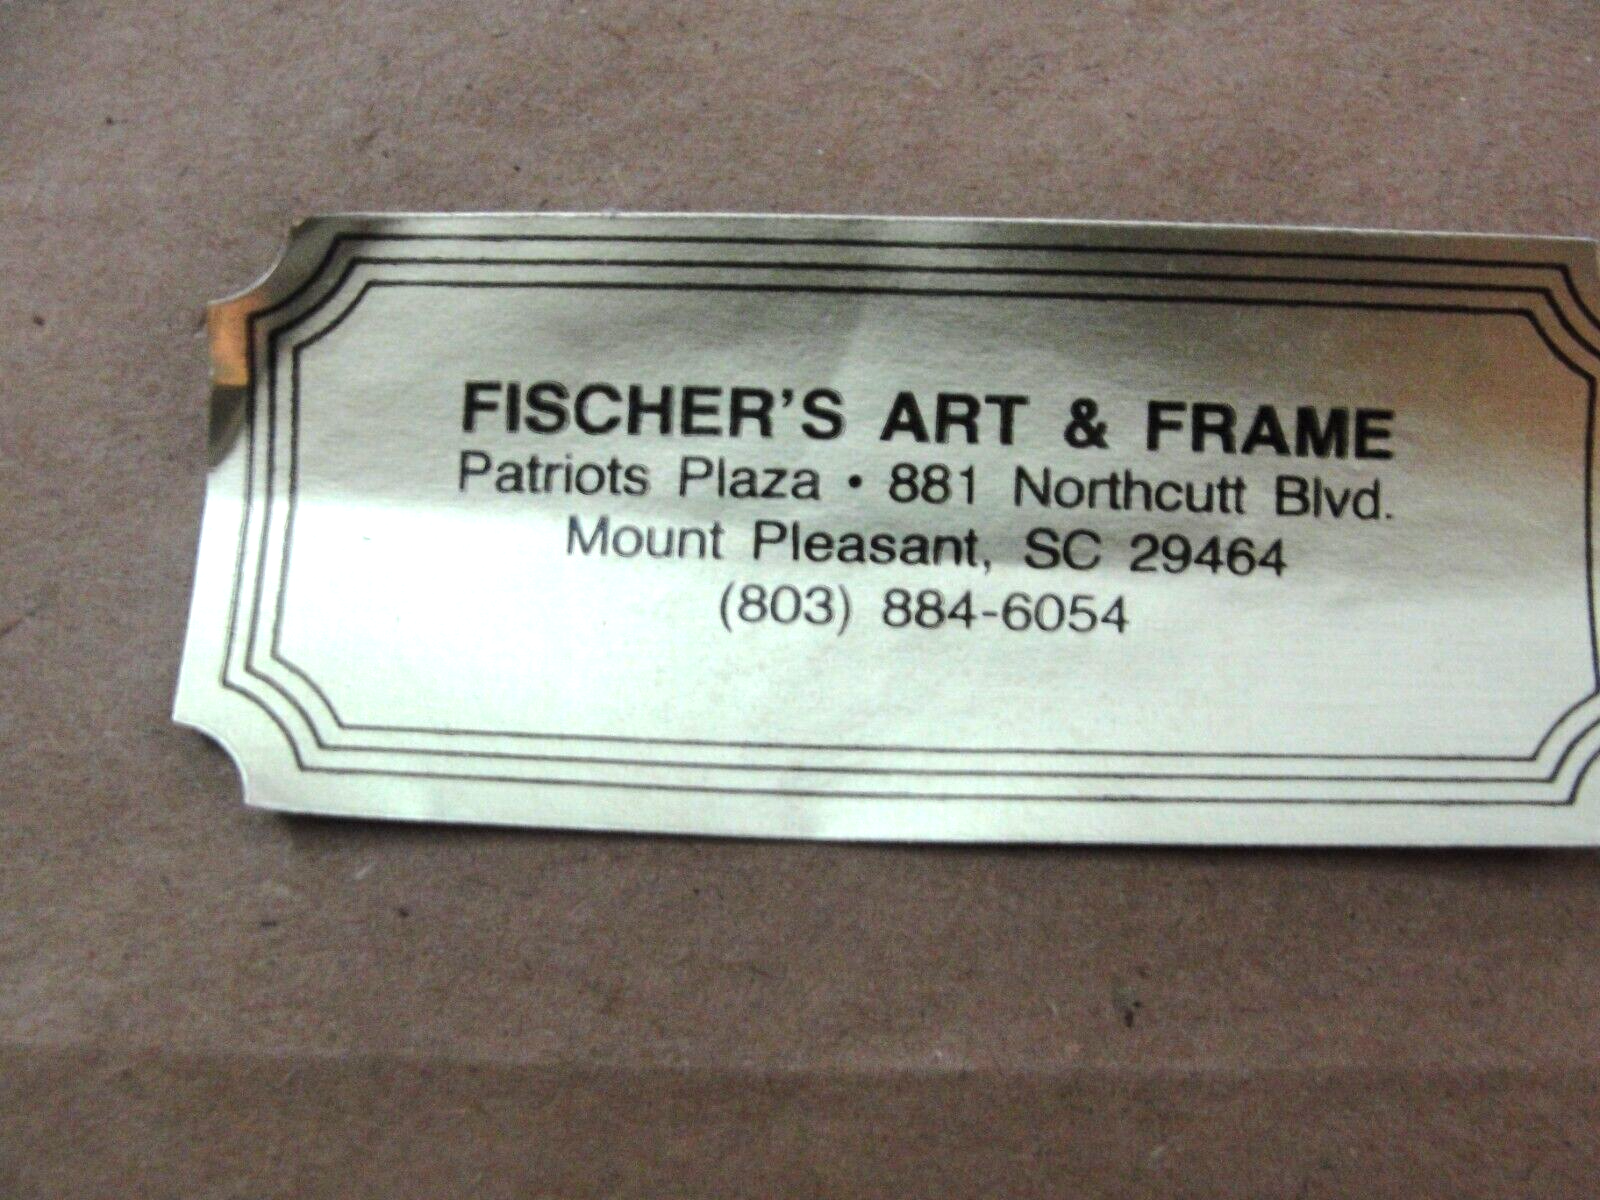 FISCHER'S ART & FRAME
Patriots Plaza • 881 Northcutt Blvd.
Mount Pleasant, SC 29464
(803) 884-6054